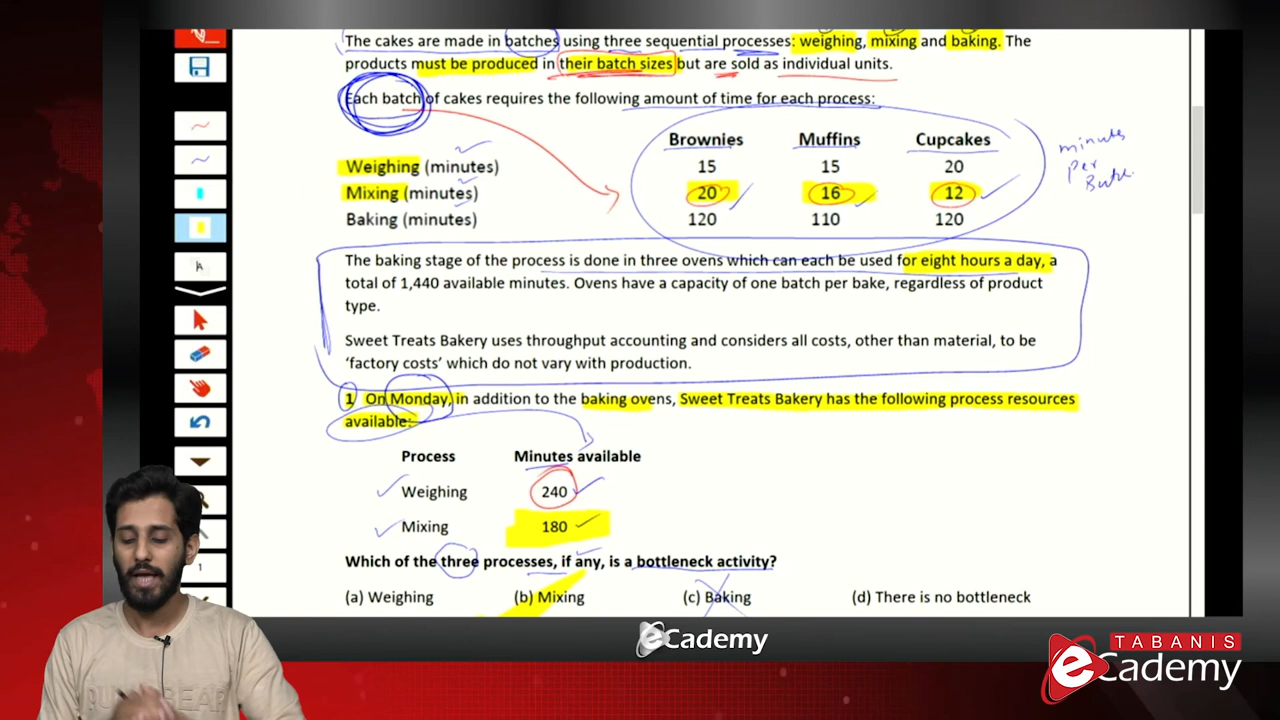 The cakes are made in batches using three sequential processes: weighing, mixing and baking. The
products must be produced in their batch sizes but are sold as individual units.
Each batch of cakes requires the following amount of time for each process:
Brownies Muffins Cupcakes
Weighing (minutes) 15 15 20
Mixing (minutes) 20 16 12
Baking (minutes) 120 110 120
minutes
Per
The baking stage of the process is done in three ovens which can each be used for eight hours a day, a
total of 1,440 available minutes. Ovens have a capacity of one batch per bake, regardless of product
type.
Sweet Treats Bakery uses throughput accounting and considers all costs, other than material, to be
‘factory costs’ which do not vary with production.
1 On Monday, in addition to the baking ovens, Sweet Treats Bakery has the following process resources
available:
Process Minutes available
Weighing 240
Mixing 180
Which of the three processes, if any, is a bottleneck activity?
(a) Weighing (b) Mixing (c) Baking (d) There is no bottleneck
1
eCademy
TABANIS
eCademy